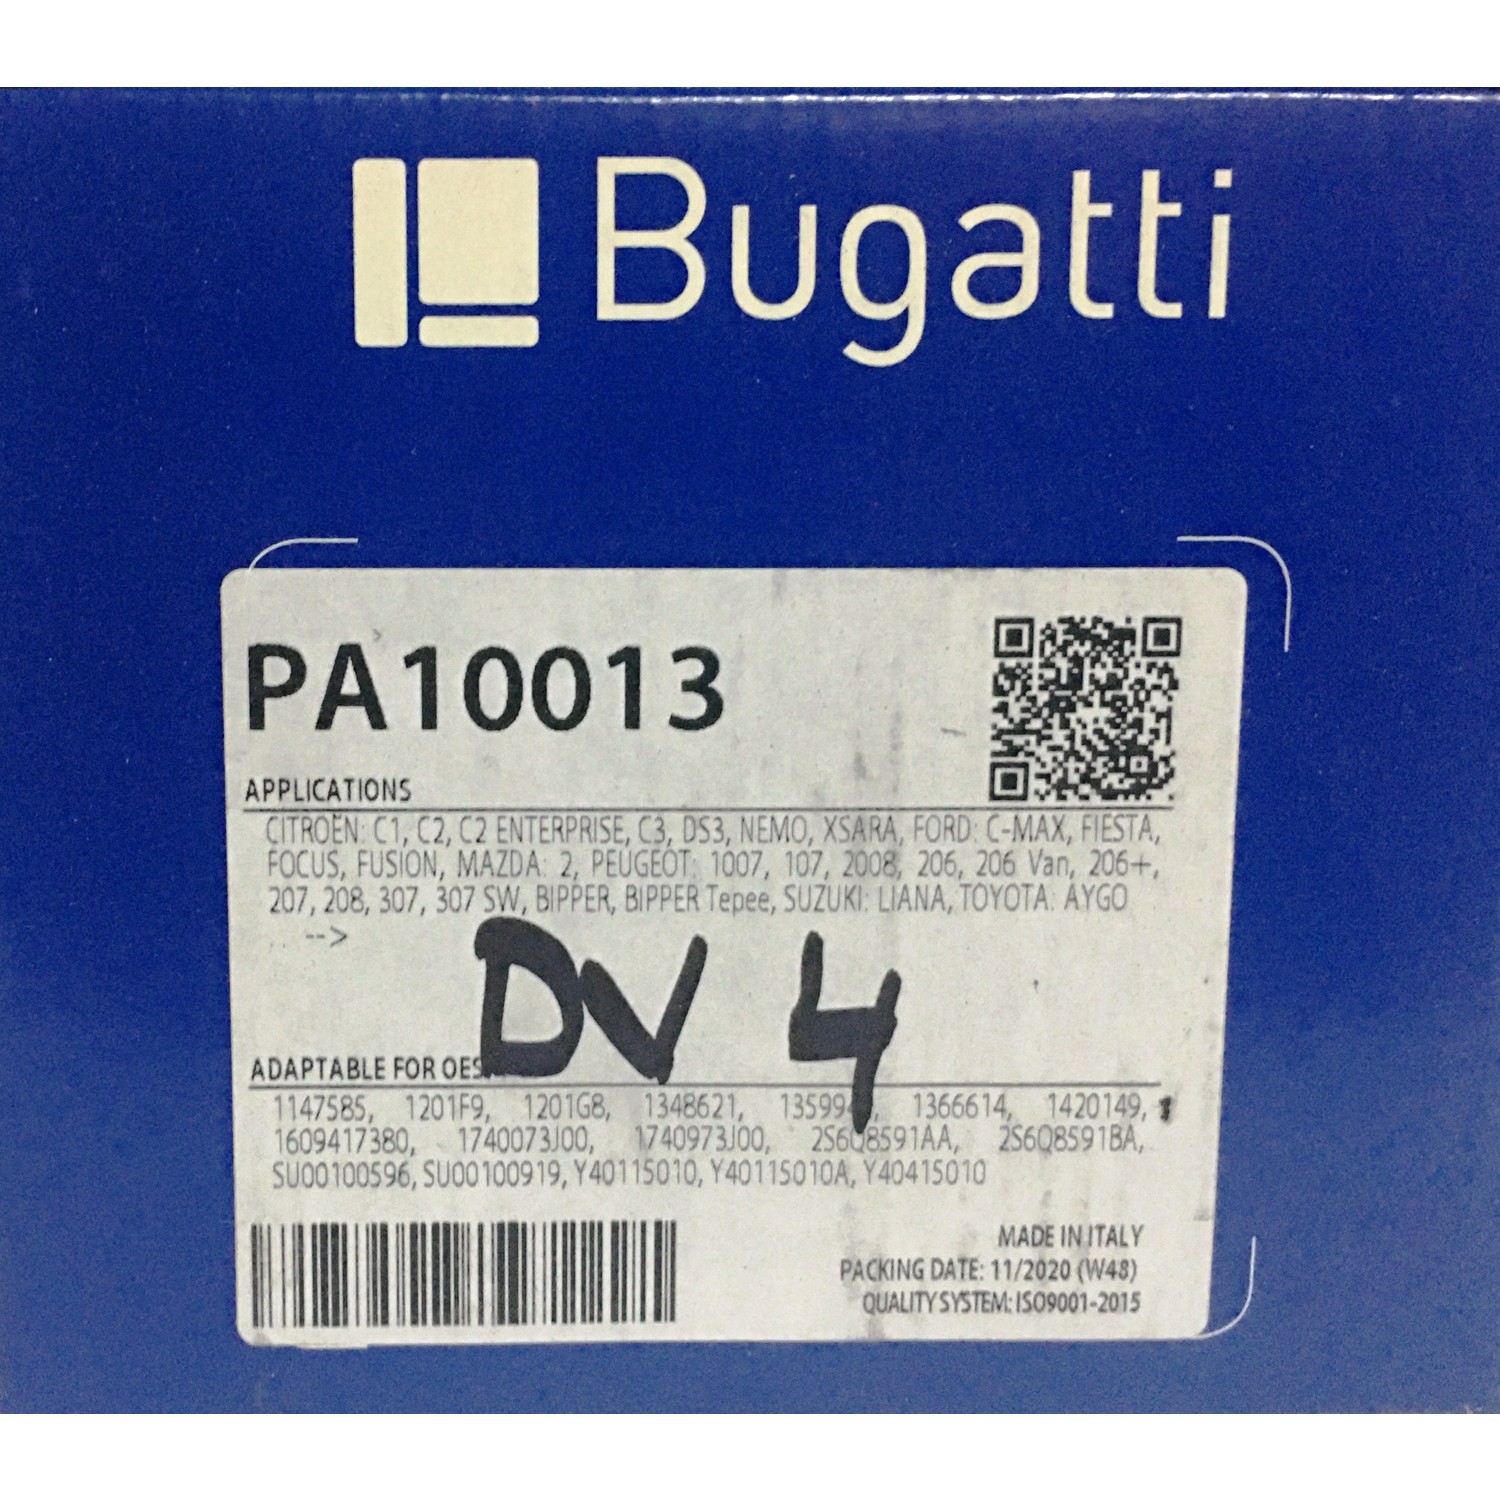 Bugatti
PA10013
APPLICATIONS
CITROËN: C1, C2, C2 ENTERPRISE, C3, DS3, NEMO, XSARA, FORD: C-MAX, FIESTA,
FOCUS, FUSION, MAZDA: 2, PEUGEOT: 1007, 107, 2008, 206, 206 Van, 206+,
207, 208, 307, 307 SW, BIPPER, BIPPER Tepee, SUZUKI: LIANA, TOYOTA: AYGO
-->
DV 4
ADAPTABLE FOR OES
1147585, 1201F9, 1201G8, 1348621, 1366614, 1420149,
1609417380, 1740073J00, 1740973J00, 2S6Q8591AA, 2S6Q8591BA,
SU00100596, SU00100919, Y40115010, Y40115010A, Y40415010
MADE IN ITALY
PACKING DATE: 11/2020 (W48)
QUALITY SYSTEM: ISO9001-2015